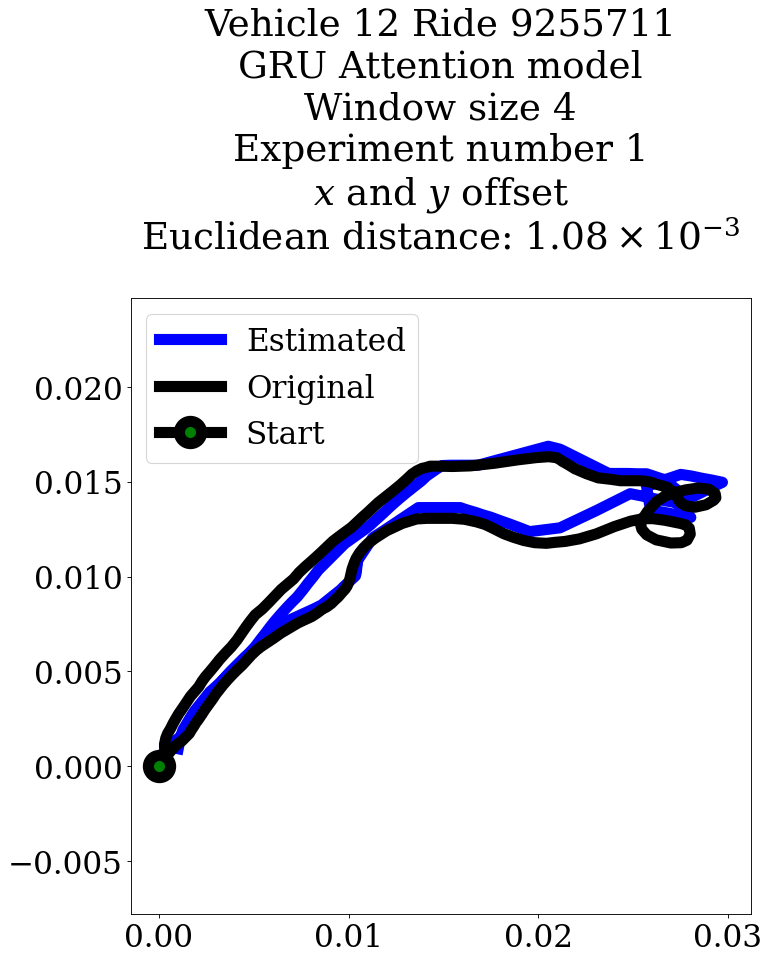 Vehicle 12 Ride 9255711
GRU Attention model
Window size 4
Experiment number 1
x and y offset
Euclidean distance: 1.08 × 10⁻³
Estimated
Original
Start
0.020
0.015
0.010
0.005
0.000
−0.005
0.00 0.01 0.02 0.03